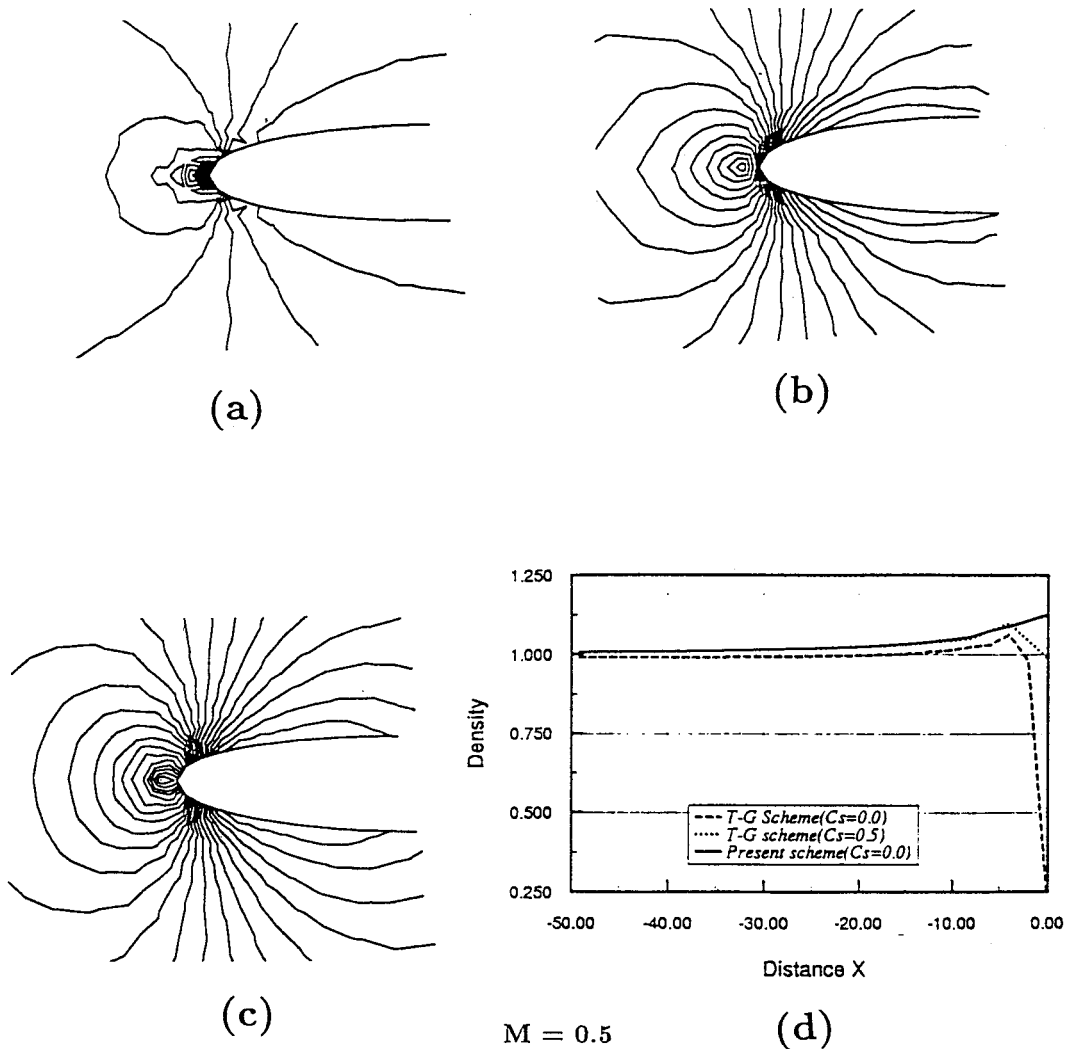 (a)
(b)
(c)
1.250
1.000
0.750
0.500
0.250
Density
T-G Scheme(Cs=0.0)
T-G scheme(Cs=0.5)
Present scheme(Cs=0.0)
-50.00 -40.00 -30.00 -20.00 -10.00 0.00
Distance X
M = 0.5
(d)